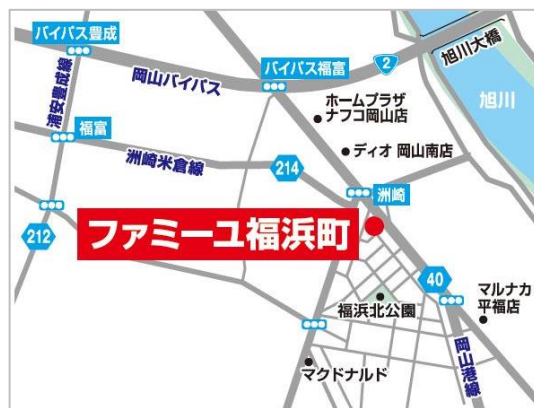 バイパス豊成
浦安豊成線
岡山バイパス
バイパス福富
2
旭川大橋
旭川
ホームプラザ
ナフコ岡山店
ディオ 岡山南店
福富
洲崎米倉線
214
洲崎
212
ファミーユ福浜町
40
福浜北公園
マルナカ
平福店
岡山港線
マクドナルド